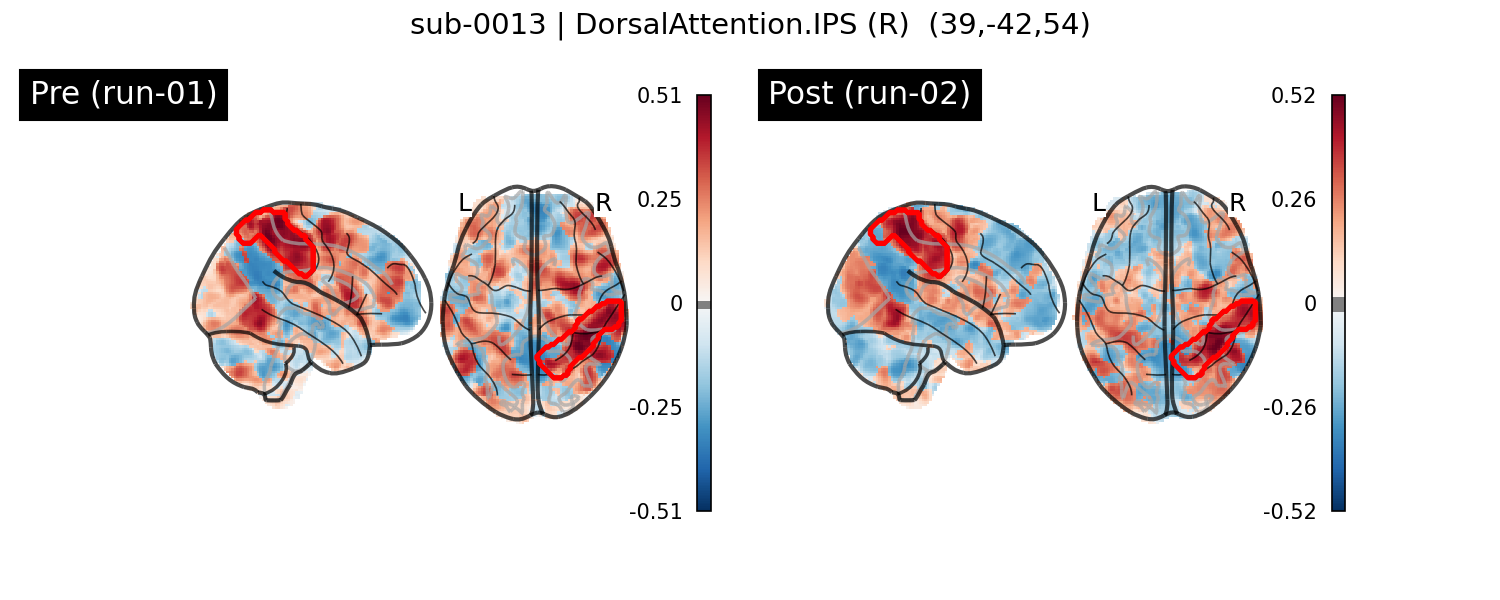 sub-0013 | DorsalAttention.IPS (R)  (39,-42,54)
Pre (run-01)
L
R
0.51
0.25
0
-0.25
-0.51
Post (run-02)
L
R
0.52
0.26
0
-0.26
-0.52